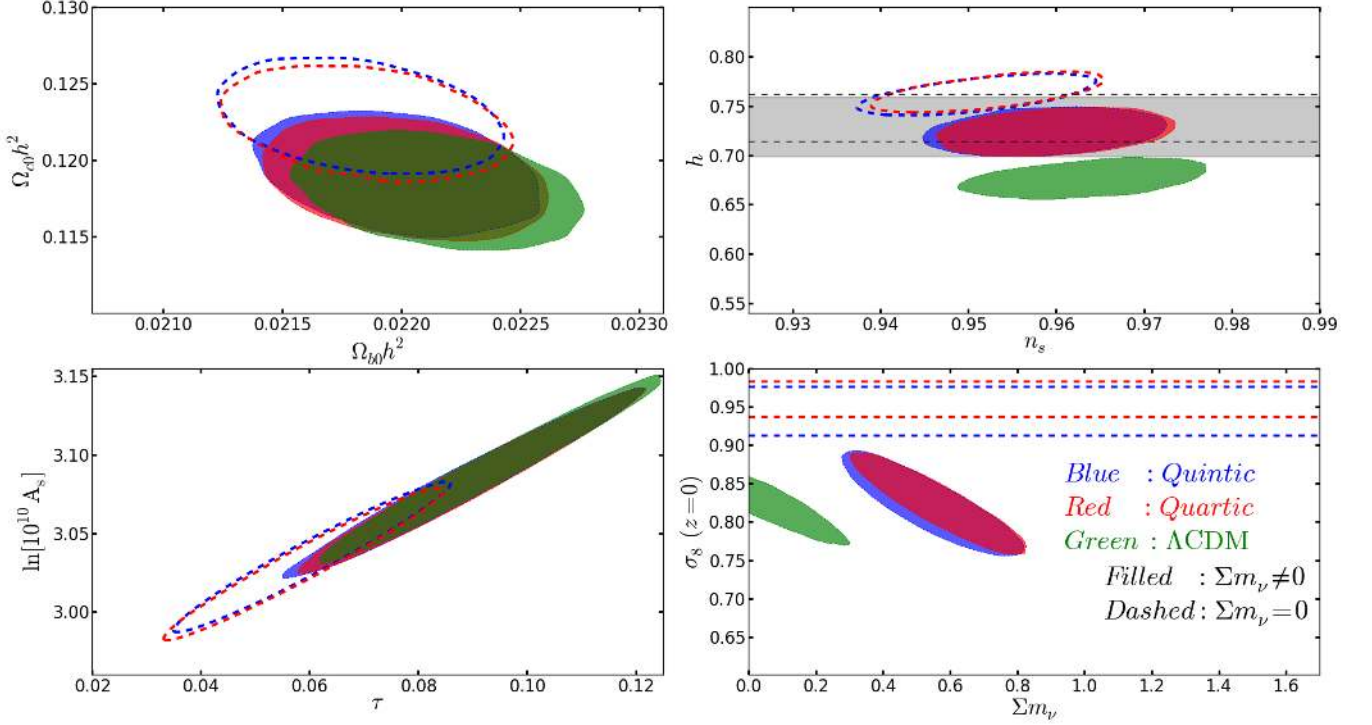 0.130
0.125
0.120
0.115
Ω_{c0}h²
0.0210 0.0215 0.0220 0.0225 0.0230
Ω_{b0}h²
0.85
0.80
0.75
0.70
0.65
0.60
0.55
h
0.93 0.94 0.95 0.96 0.97 0.98 0.99
n_s
3.15
3.10
3.05
3.00
ln[10¹⁰ A_s]
0.02 0.04 0.06 0.08 0.10 0.12
τ
1.00
0.95
0.90
0.85
0.80
0.75
0.70
0.65
σ₈ (z=0)
Blue : Quintic
Red : Quartic
Green : ΛCDM
Filled : Σm_ν≠0
Dashed : Σm_ν=0
0.0 0.2 0.4 0.6 0.8 1.0 1.2 1.4 1.6
Σm_ν